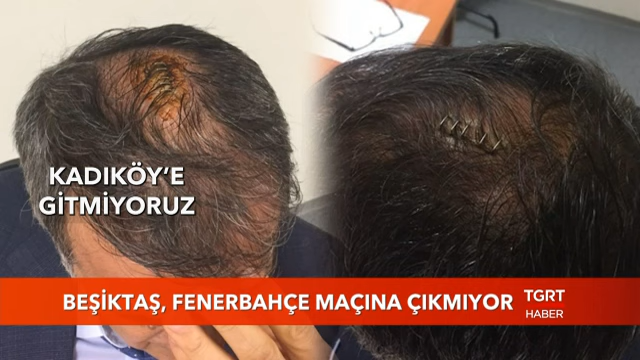 KADIKÖY'E
GİTMİYORUZ
BEŞİKTAŞ, FENERBAHÇE MAÇINA ÇIKMIYOR
TGRT
HABER